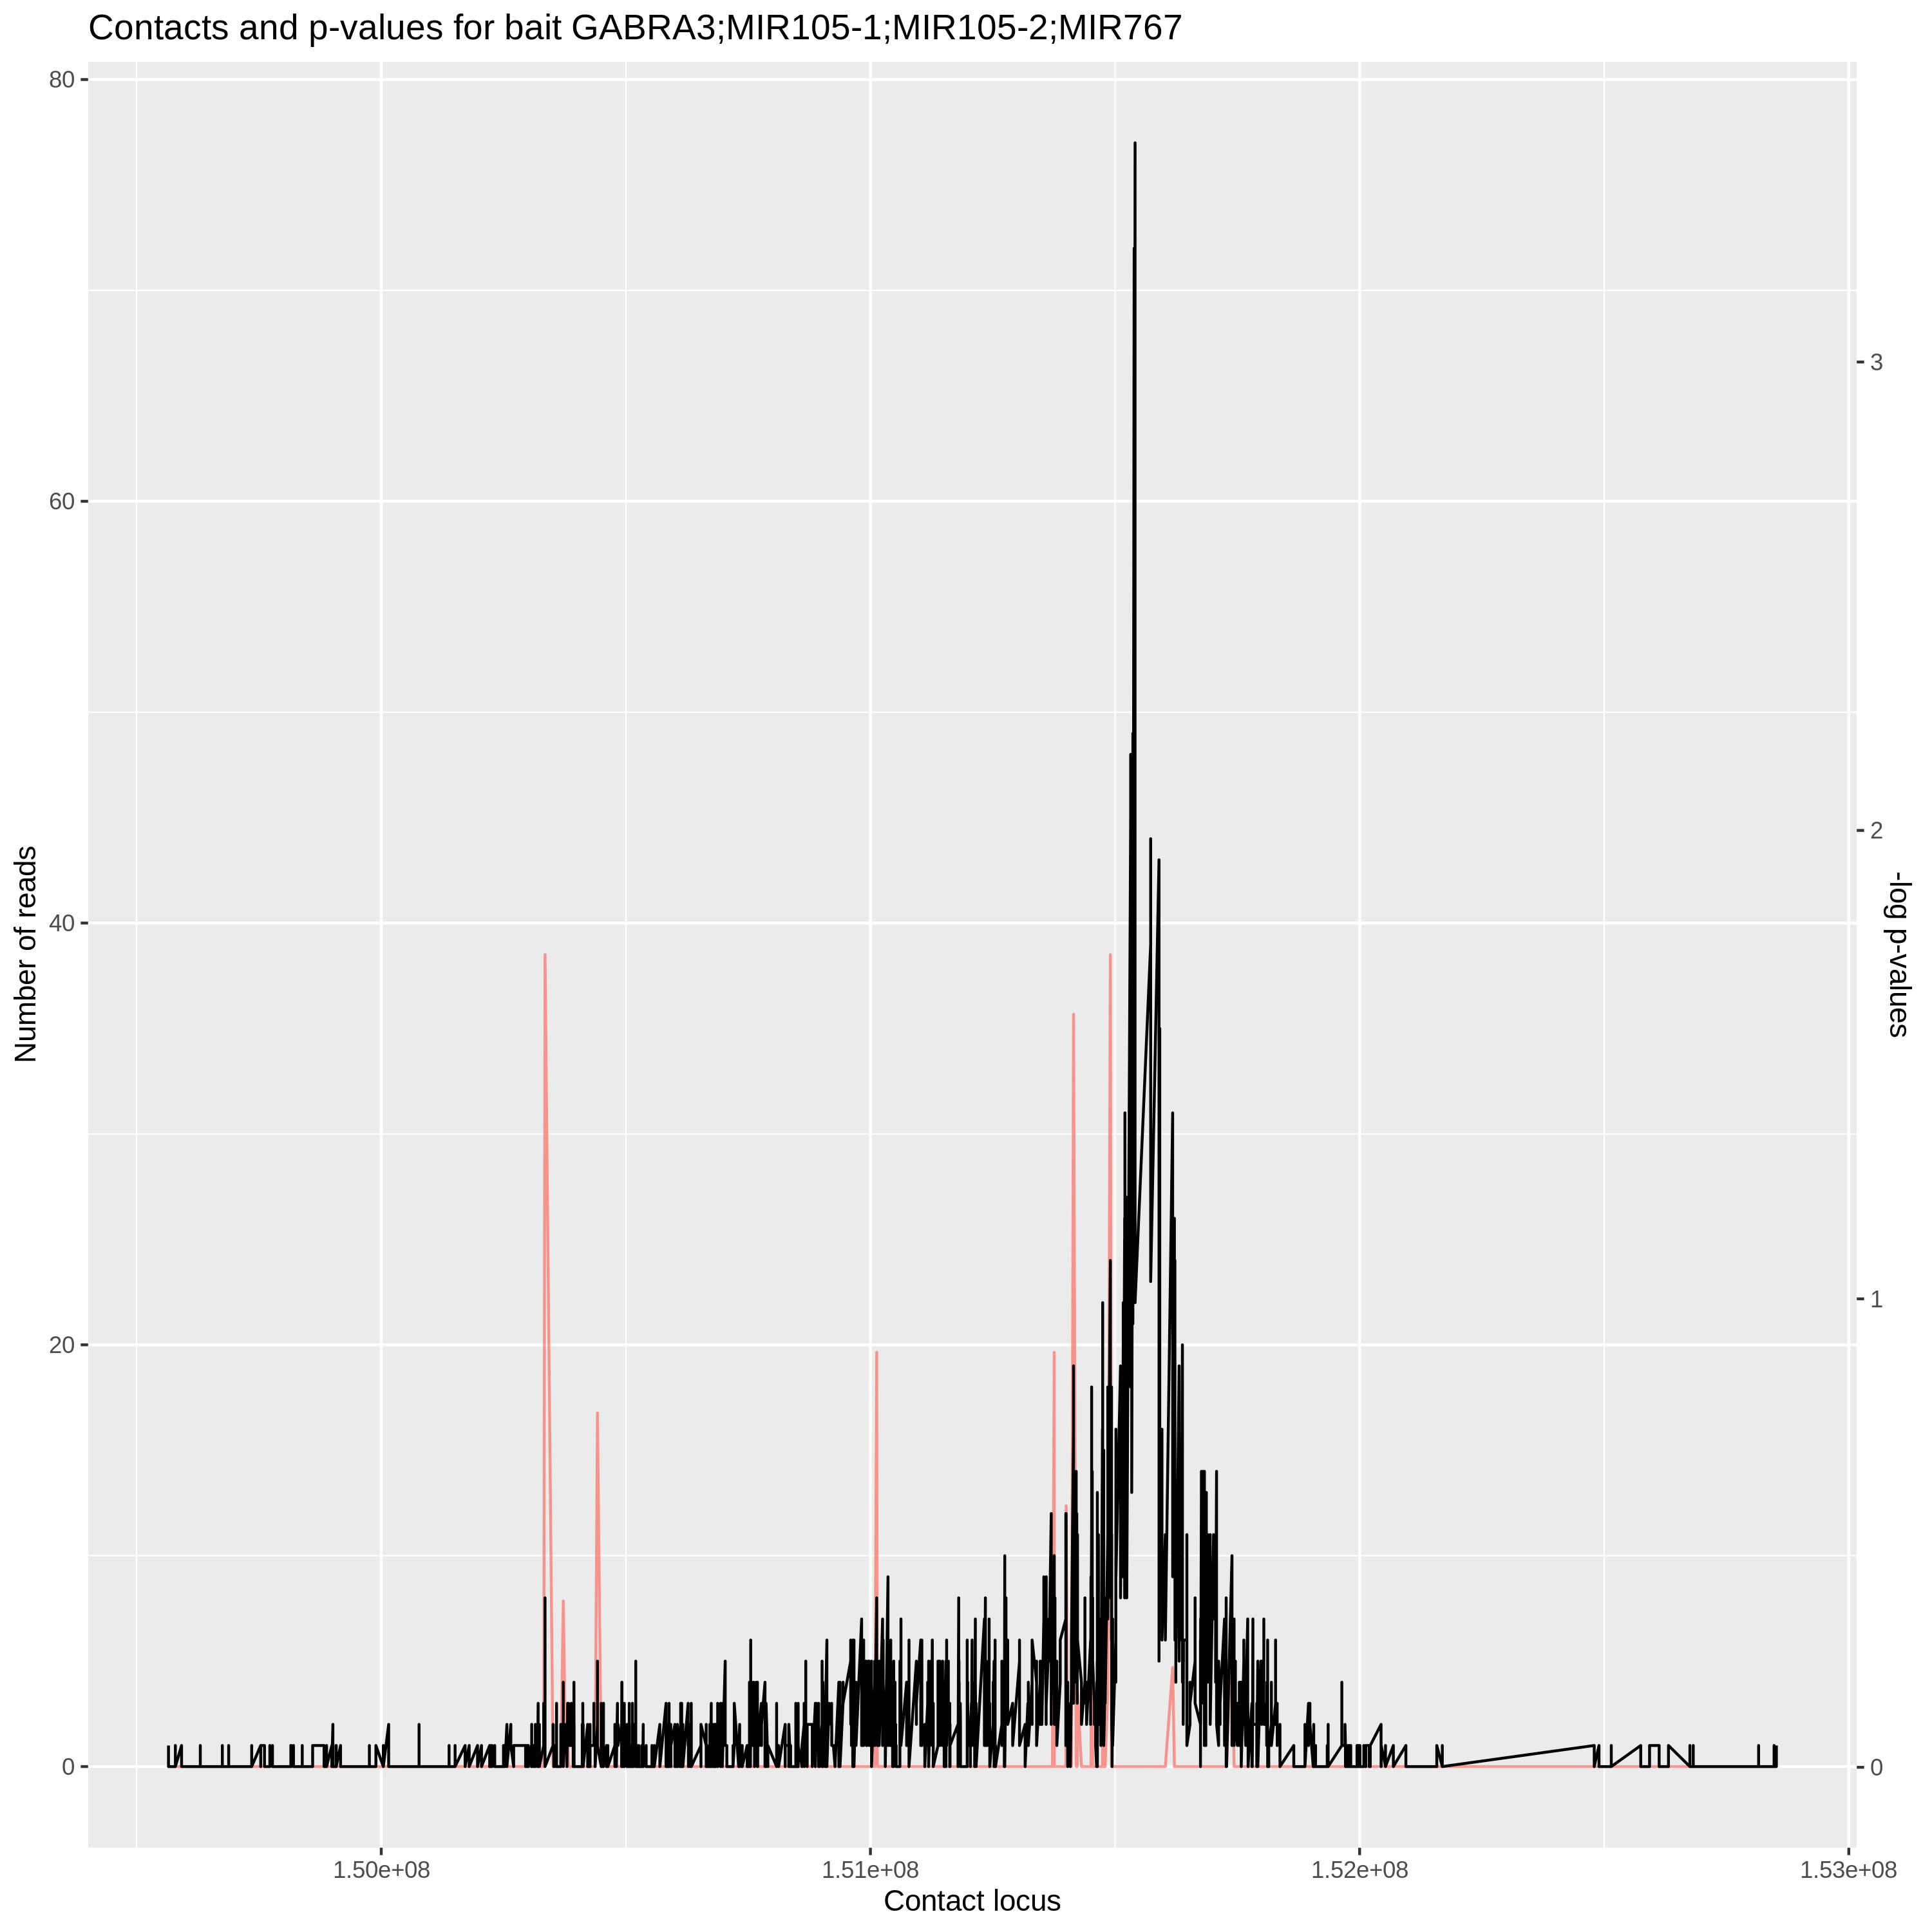 Contacts and p-values for bait GABRA3;MIR105-1;MIR105-2;MIR767
80
60
40
20
0
Number of reads
3
2
1
0
-log p-values
1.50e+08
1.51e+08
1.52e+08
1.53e+08
Contact locus